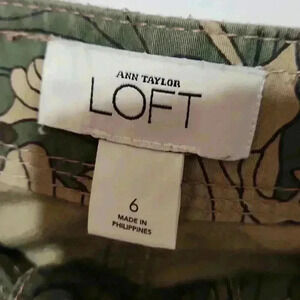 ANN TAYLOR
LOFT
6
MADE IN
PHILIPPINES